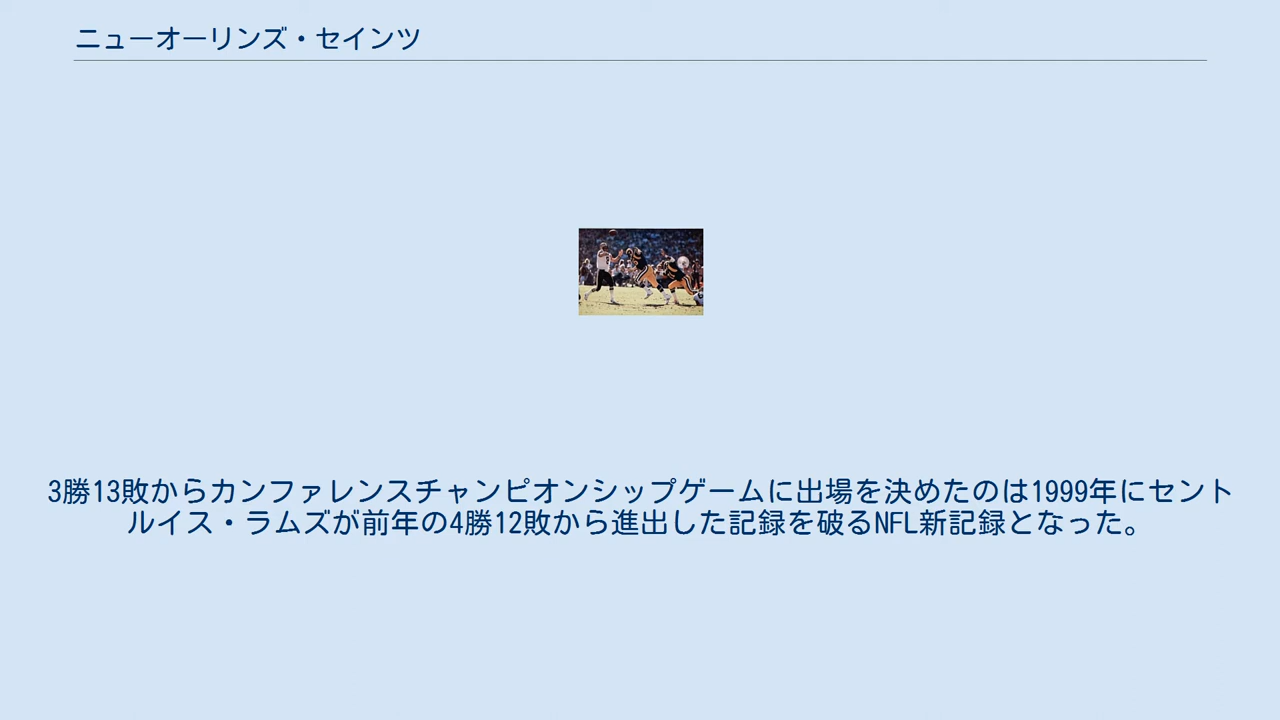 ニューオーリンズ・セインツ
3勝13敗からカンファレンスチャンピオンシップゲームに出場を決めたのは1999年にセント
ルイス・ラムズが前年の4勝12敗から進出した記録を破るNFL新記録となった。